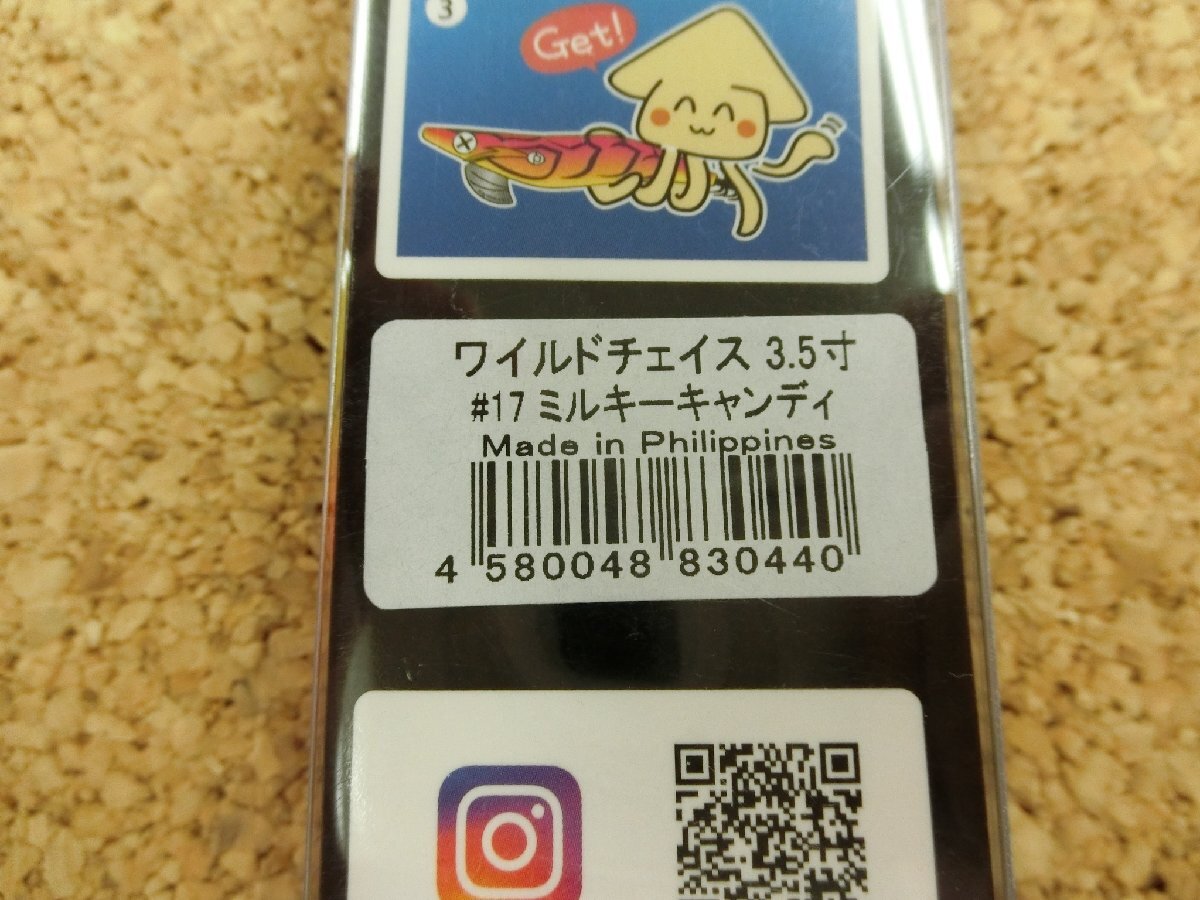 3
Get!
ワイルドチェイス 3.5寸
#17 ミルキーキャンディ
Made in Philippines
4 580048 830440